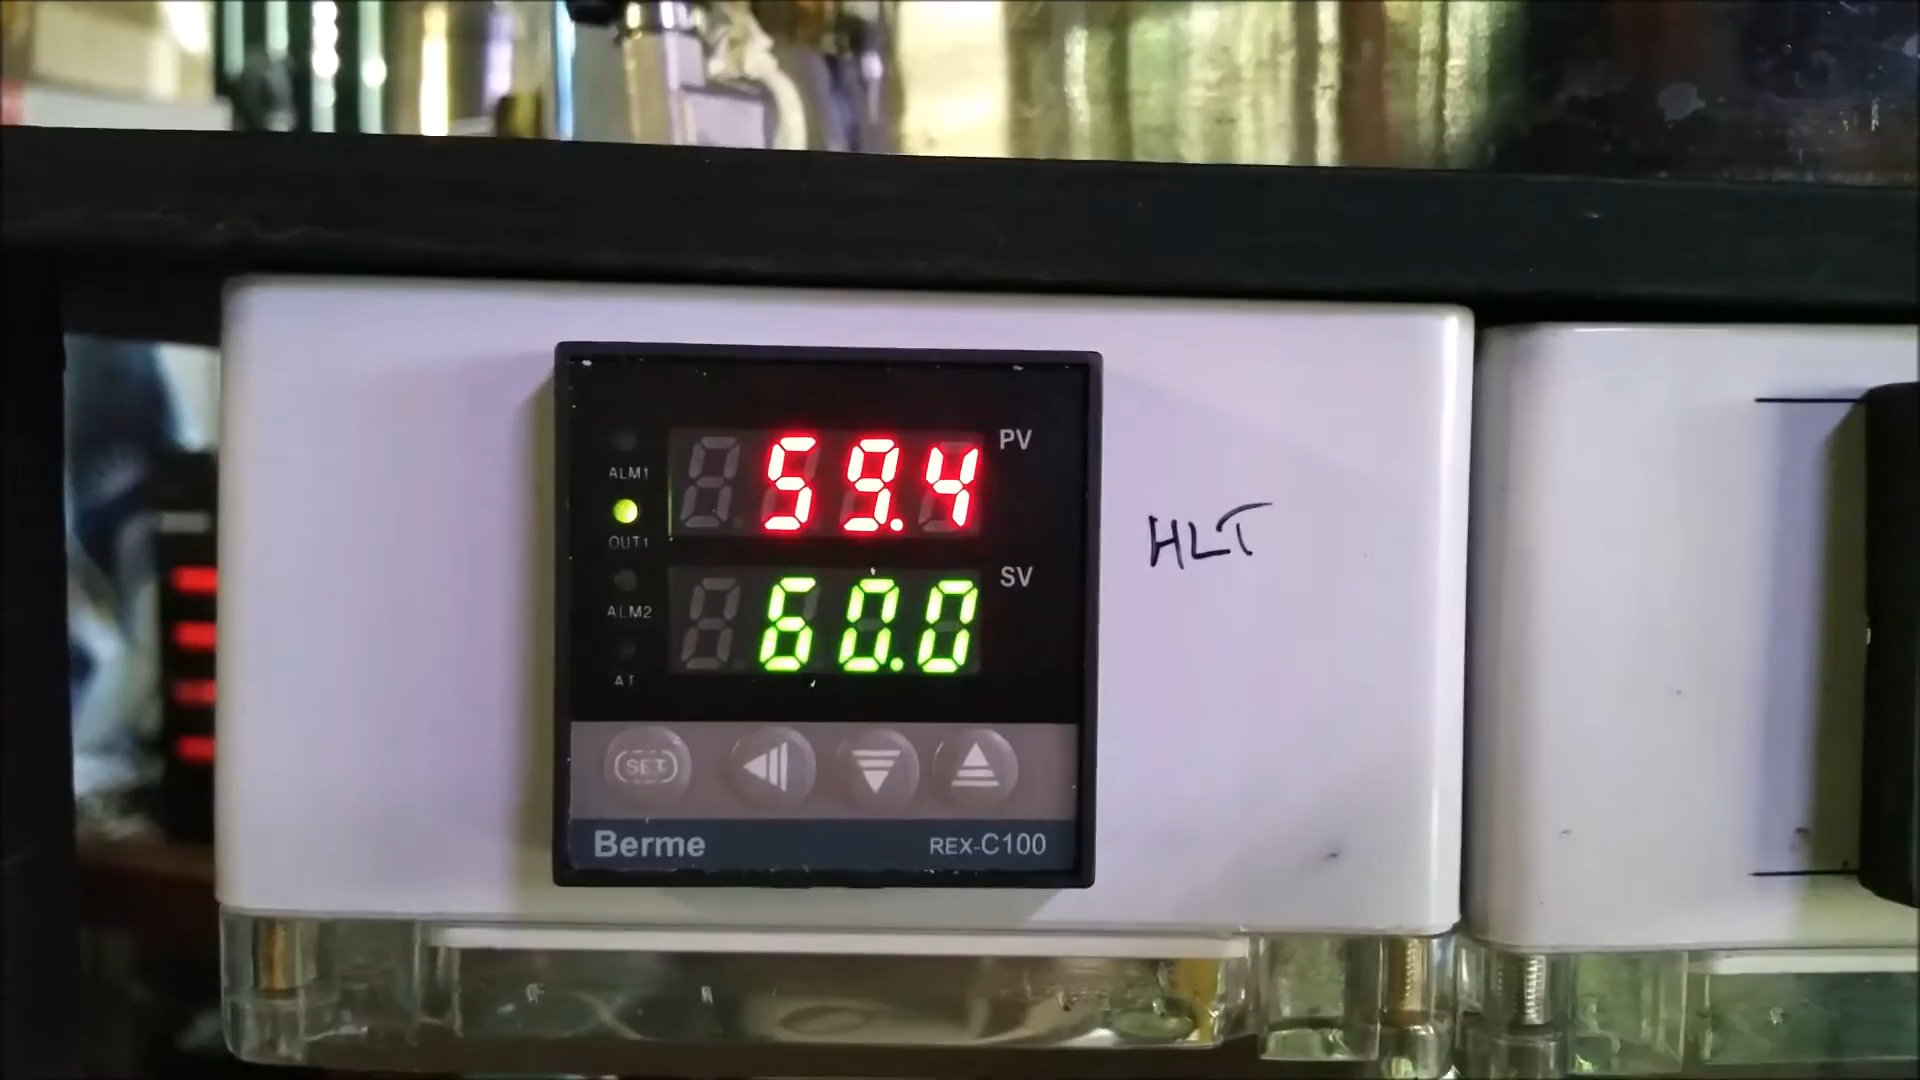 PV
59.4
ALM1
OUT1
SV
60.0
ALM2
AT
SET
Berme
REX-C100
HLT